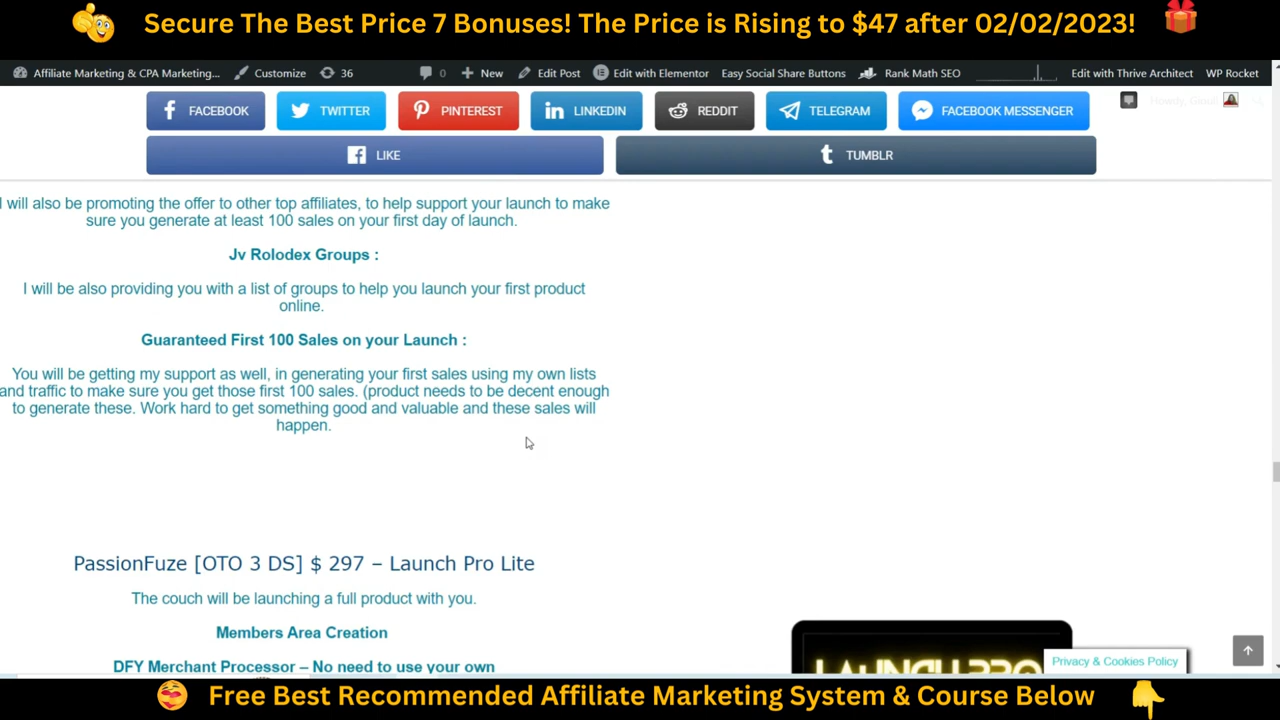 Secure The Best Price 7 Bonuses! The Price is Rising to $47 after 02/02/2023!
Affiliate Marketing & CPA Marketing... Customize 36 0 New Edit Post Edit with Elementor Easy Social Share Buttons Rank Math SEO Edit with Thrive Architect WP Rocket
FACEBOOK TWITTER PINTEREST LINKEDIN REDDIT TELEGRAM FACEBOOK MESSENGER
LIKE TUMBLR
I will also be promoting the offer to other top affiliates, to help support your launch to make
sure you generate at least 100 sales on your first day of launch.
Jv Rolodex Groups :
I will be also providing you with a list of groups to help you launch your first product
online.
Guaranteed First 100 Sales on your Launch :
You will be getting my support as well, in generating your first sales using my own lists
and traffic to make sure you get those first 100 sales. (product needs to be decent enough
to generate these. Work hard to get something good and valuable and these sales will
happen.
PassionFuze [OTO 3 DS] $ 297 – Launch Pro Lite
The couch will be launching a full product with you.
Members Area Creation
DFY Merchant Processor – No need to use your own
LAUNCH PRO
Privacy & Cookies Policy
Free Best Recommended Affiliate Marketing System & Course Below